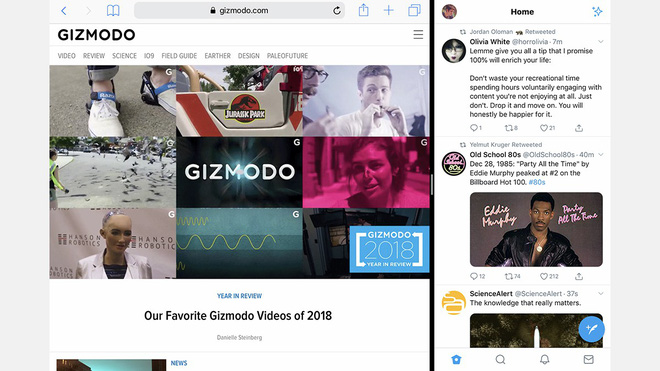 gizmodo.com
GIZMODO
VIDEO REVIEW SCIENCE IO9 FIELD GUIDE EARTHER DESIGN PALEOFUTURE
G
io9
G
JURASSIC PARK
G
G
GIZMODO
G
HANSON ROBOTICS
HANSON ROBOTICS
G
G
GIZMODO
2018
YEAR IN REVIEW
YEAR IN REVIEW
Our Favorite Gizmodo Videos of 2018
Danielle Steinberg
NEWS
Home
Jordan Oloman Retweeted
Olivia White @horrolivia · 7m
Lemme give you all a tip that I promise
100% will enrich your life:
Don't waste your recreational time
spending hours voluntarily engaging with
content you're not enjoying at all. Just
don't. Drop it and move on. You will
honestly be happier for it.
1 8 21
Yelmut Kruger Retweeted
Old School 80s @OldSchool80s · 40m
Dec 28, 1985: "Party All the Time" by
Eddie Murphy peaked at #2 on the
Billboard Hot 100. #80s
Eddie Murphy
Party All The Time
12 74 212
ScienceAlert @ScienceAlert · 37s
The knowledge that really matters.